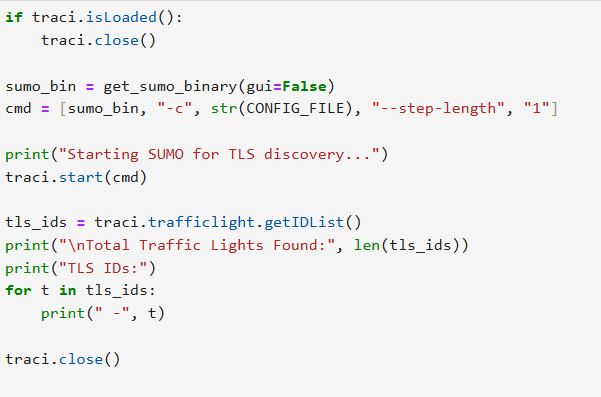 if traci.isLoaded():
    traci.close()

sumo_bin = get_sumo_binary(gui=False)
cmd = [sumo_bin, "-c", str(CONFIG_FILE), "--step-length", "1"]

print("Starting SUMO for TLS discovery...")
traci.start(cmd)

tls_ids = traci.trafficlight.getIDList()
print("\nTotal Traffic Lights Found:", len(tls_ids))
print("TLS IDs:")
for t in tls_ids:
    print(" -", t)

traci.close()